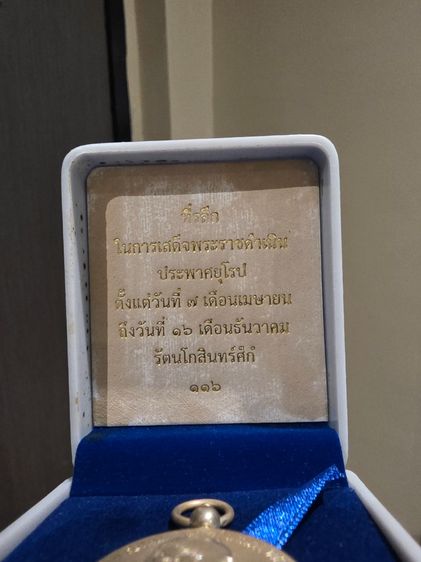 ที่รลึก
ในการเสด็จพระราชดำเนิน
ประพาศยุโรป
ตั้งแต่วันที่ ๗ เดือนเมษายน
ถึงวันที่ ๑๖ เดือนธันวาคม
รัตนโกสินทร์ศ๊ก๊
๑๑๖